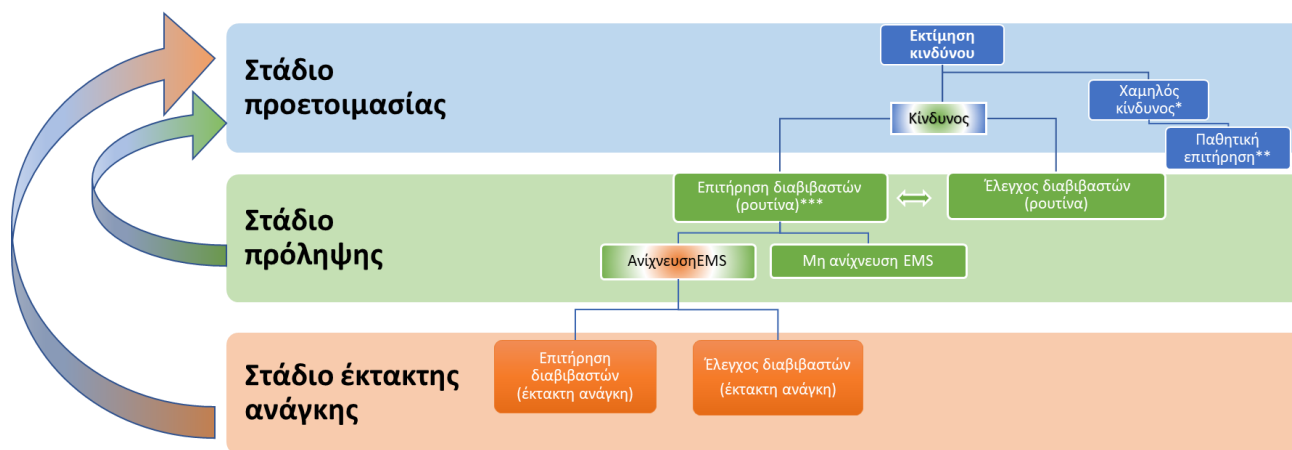 Στάδιο
προετοιμασίας
Εκτίμηση
κινδύνου
Χαμηλός
κίνδυνος*
Κίνδυνος
Παθητική
επιτήρηση**
Στάδιο
πρόληψης
Επιτήρηση διαβιβαστών
(ρουτίνα)***
Έλεγχος διαβιβαστών
(ρουτίνα)
ΑνίχνευσηEMS
Μη ανίχνευση EMS
Στάδιο έκτακτης
ανάγκης
Επιτήρηση
διαβιβαστών
(έκτακτη ανάγκη)
Έλεγχος διαβιβαστών
(έκτακτη ανάγκη)